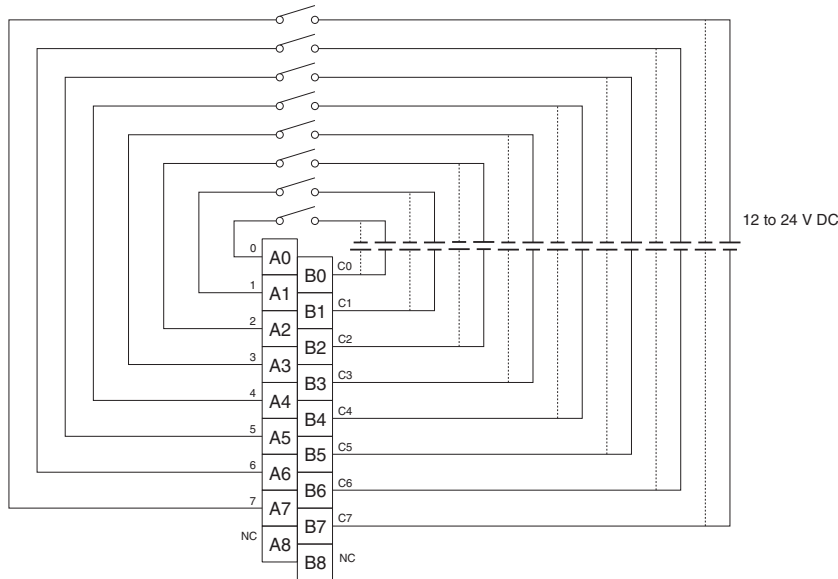 12 to 24 V DC
0 A0
B0 C0
1 A1
B1 C1
2 A2
B2 C2
3 A3
B3 C3
4 A4
B4 C4
5 A5
B5 C5
6 A6
B6 C6
7 A7
B7 C7
NC A8
B8 NC